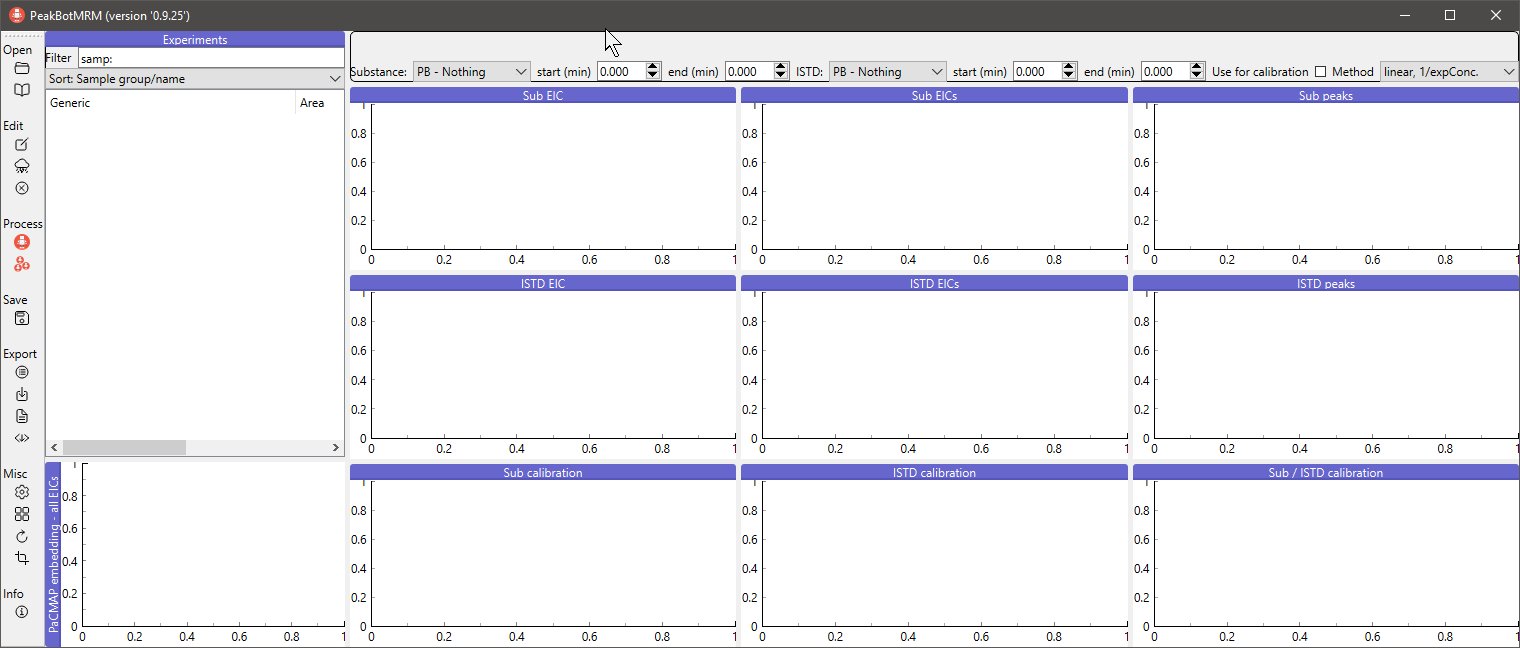 PeakBotMRM (version '0.9.25')
Open
Edit
Process
Save
Export
Misc
Info
Experiments
Filter samp:
Sort: Sample group/name
Generic Area
PaCMAP embedding - all EICs
1
0.8
0.6
0.4
0.2
0
0 0.2 0.4 0.6 0.8 1
Substance: PB - Nothing start (min) 0.000 end (min) 0.000 ISTD: PB - Nothing start (min) 0.000 end (min) 0.000 Use for calibration Method linear, 1/expConc.
Sub EIC
1
0.8
0.6
0.4
0.2
0
0 0.2 0.4 0.6 0.8 1
Sub EICs
1
0.8
0.6
0.4
0.2
0
0 0.2 0.4 0.6 0.8 1
Sub peaks
1
0.8
0.6
0.4
0.2
0
0 0.2 0.4 0.6 0.8 1
ISTD EIC
1
0.8
0.6
0.4
0.2
0
0 0.2 0.4 0.6 0.8 1
ISTD EICs
1
0.8
0.6
0.4
0.2
0
0 0.2 0.4 0.6 0.8 1
ISTD peaks
1
0.8
0.6
0.4
0.2
0
0 0.2 0.4 0.6 0.8 1
Sub calibration
1
0.8
0.6
0.4
0.2
0
0 0.2 0.4 0.6 0.8 1
ISTD calibration
1
0.8
0.6
0.4
0.2
0
0 0.2 0.4 0.6 0.8 1
Sub / ISTD calibration
1
0.8
0.6
0.4
0.2
0
0 0.2 0.4 0.6 0.8 1